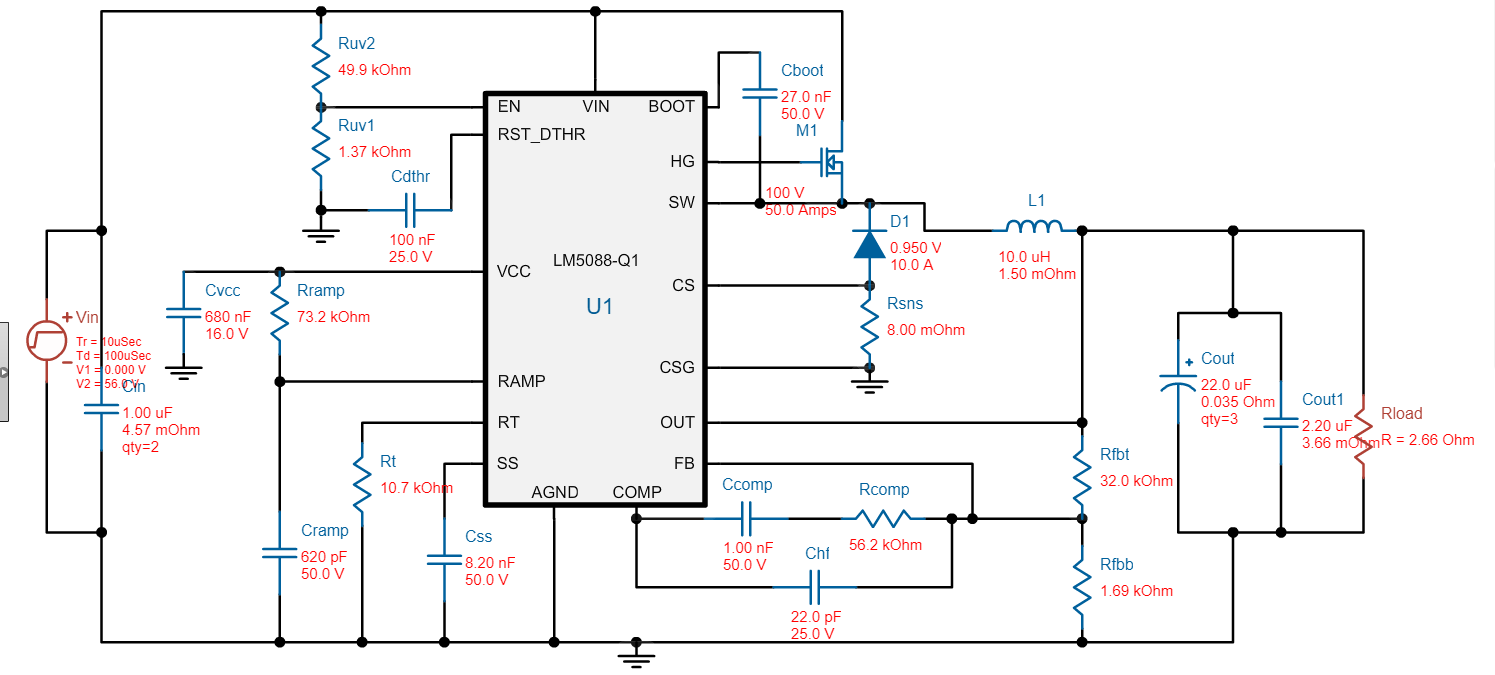 Ruv2
49.9 kOhm
Ruv1
1.37 kOhm
Cdthr
100 nF
25.0 V
EN
VIN
BOOT
RST_DTHR
HG
SW
VCC
LM5088-Q1
U1
CS
CSG
RAMP
RT
OUT
SS
FB
AGND
COMP
Cboot
27.0 nF
50.0 V
M1
100 V
50.0 Amps
D1
0.950 V
10.0 A
L1
10.0 uH
1.50 mOhm
Rsns
8.00 mOhm
Cvcc
680 nF
16.0 V
Rramp
73.2 kOhm
+ Vin
Tr = 10uSec
Td = 100uSec
V1 = 0.000 V
V2 = 56.0 V
Cin
1.00 uF
4.57 mOhm
qty=2
Rt
10.7 kOhm
Cramp
620 pF
50.0 V
Css
8.20 nF
50.0 V
Ccomp
1.00 nF
50.0 V
Rcomp
56.2 kOhm
Chf
22.0 pF
25.0 V
Rfbt
32.0 kOhm
Rfbb
1.69 kOhm
+ Cout
22.0 uF
0.035 Ohm
qty=3
Cout1
2.20 uF
3.66 mOhm
Rload
R = 2.66 Ohm